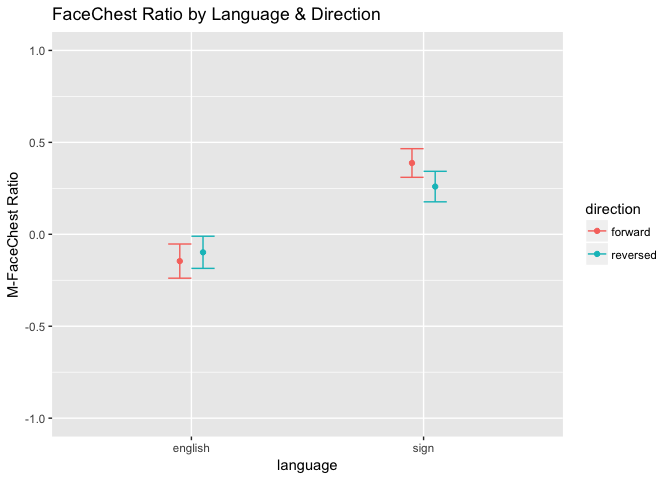 FaceChest Ratio by Language & Direction
M-FaceChest Ratio
1.0
0.5
0.0
-0.5
-1.0
english
sign
language
direction
forward
reversed